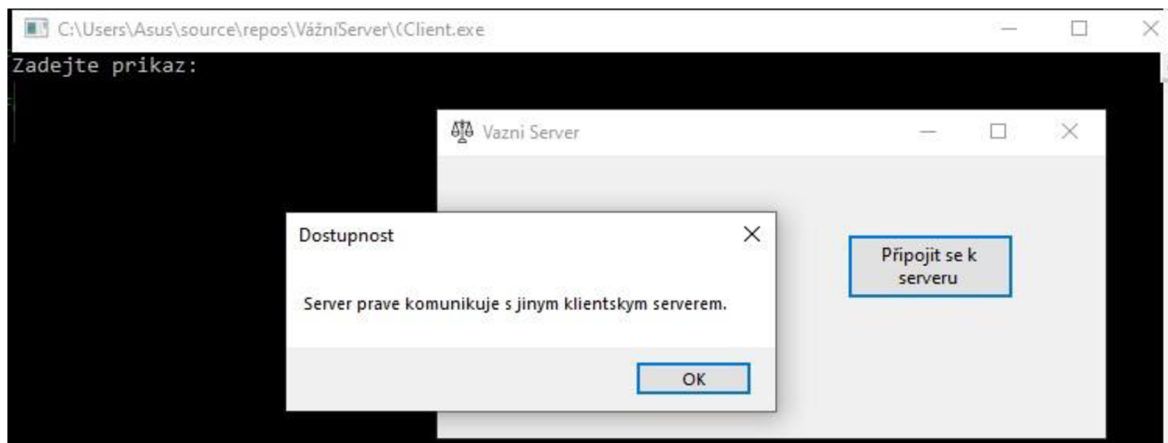 C:\Users\Asus\source\repos\VážníServer\(Client.exe
Zadejte prikaz:
Vazni Server
Dostupnost
Připojit se k
serveru
Server prave komunikuje s jinym klientskym serverem.
OK